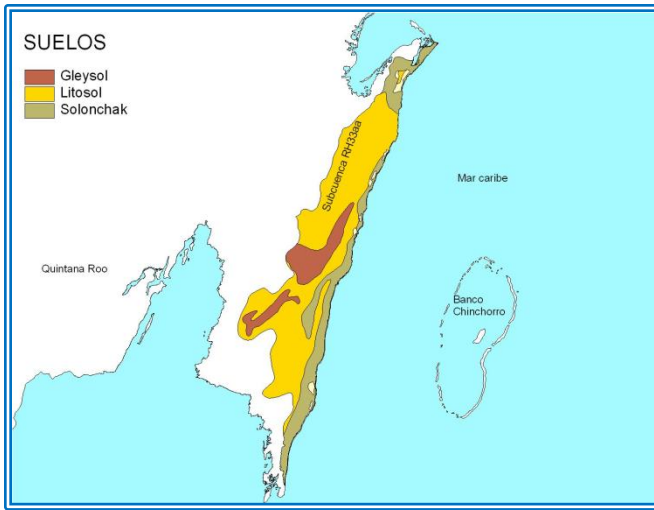 SUELOS
Gleysol
Litosol
Solonchak
Subcuenca RH33aa
Mar caribe
Quintana Roo
Banco
Chinchorro